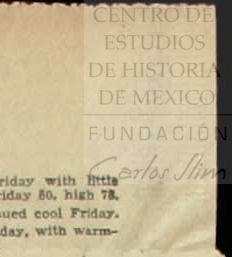 CENTRO DE
ESTUDIOS
DE HISTORIA
DE MEXICO
FUNDACIÓN
Carlos Slim
riday with little
riday 60, high 78.
ued cool Friday.
day, with warm-